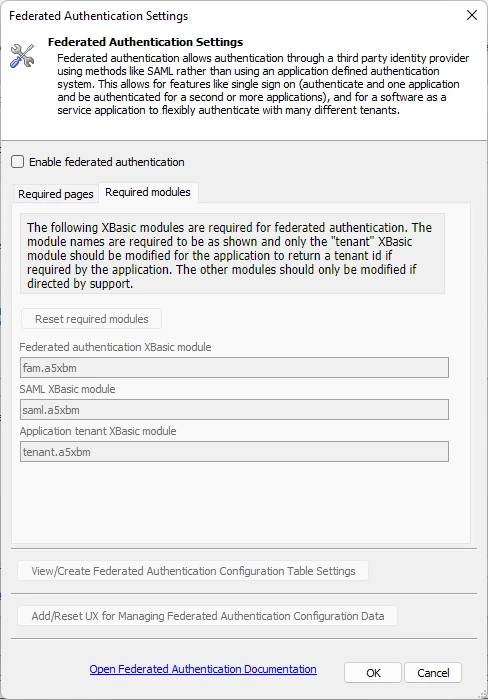 Federated Authentication Settings
Federated Authentication Settings
Federated authentication allows authentication through a third party identity provider
using methods like SAML rather than using an application defined authentication
system. This allows for features like single sign on (authenticate and one application
and be authenticated for a second or more applications), and for a software as a
service application to flexibly authenticate with many different tenants.
Enable federated authentication
Required pages
Required modules
The following XBasic modules are required for federated authentication. The
module names are required to be as shown and only the "tenant" XBasic
module should be modified for the application to return a tenant id if
required by the application. The other modules should only be modified if
directed by support.
Reset required modules
Federated authentication XBasic module
fam.a5xbm
SAML XBasic module
saml.a5xbm
Application tenant XBasic module
tenant.a5xbm
View/Create Federated Authentication Configuration Table Settings
Add/Reset UX for Managing Federated Authentication Configuration Data
Open Federated Authentication Documentation
OK
Cancel